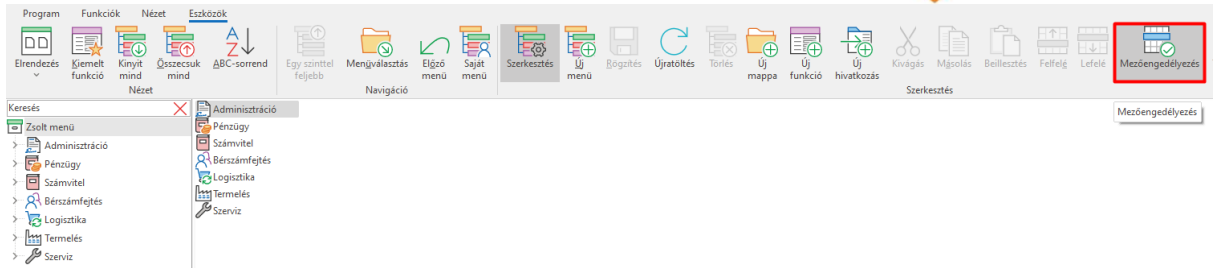 Program Funkciók Nézet Eszközök
Elrendezés Kiemelt Kinyit Összecsuk ABC-sorrend Egy szinttel Menüválasztás Előző Saját Szerkesztés Új Rögzítés Újratöltés Törlés Új Új Új Kivágás Másolás Beillesztés Felfelé Lefelé Mezőengedélyezés
funkció mind mind feljebb menü menü menü mappa funkció hivatkozás
Nézet Navigáció Szerkesztés
Keresés Adminisztráció Mezőengedélyezés
Zsolt menü Pénzügy
Adminisztráció Számvitel
Pénzügy Bérszámfejtés
Számvitel Logisztika
Bérszámfejtés Termelés
Logisztika Szerviz
Termelés
Szerviz